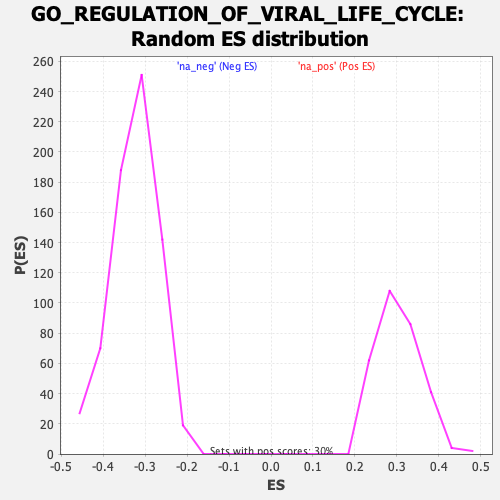 GO_REGULATION_OF_VIRAL_LIFE_CYCLE:
Random ES distribution
'na_neg' (Neg ES) 'na_pos' (Pos ES)
260
240
220
200
180
160
140
120
100
80
60
40
20
0
P(ES)
Sets with pos scores: 30%
-0.5 -0.4 -0.3 -0.2 -0.1 0.0 0.1 0.2 0.3 0.4 0.5
ES